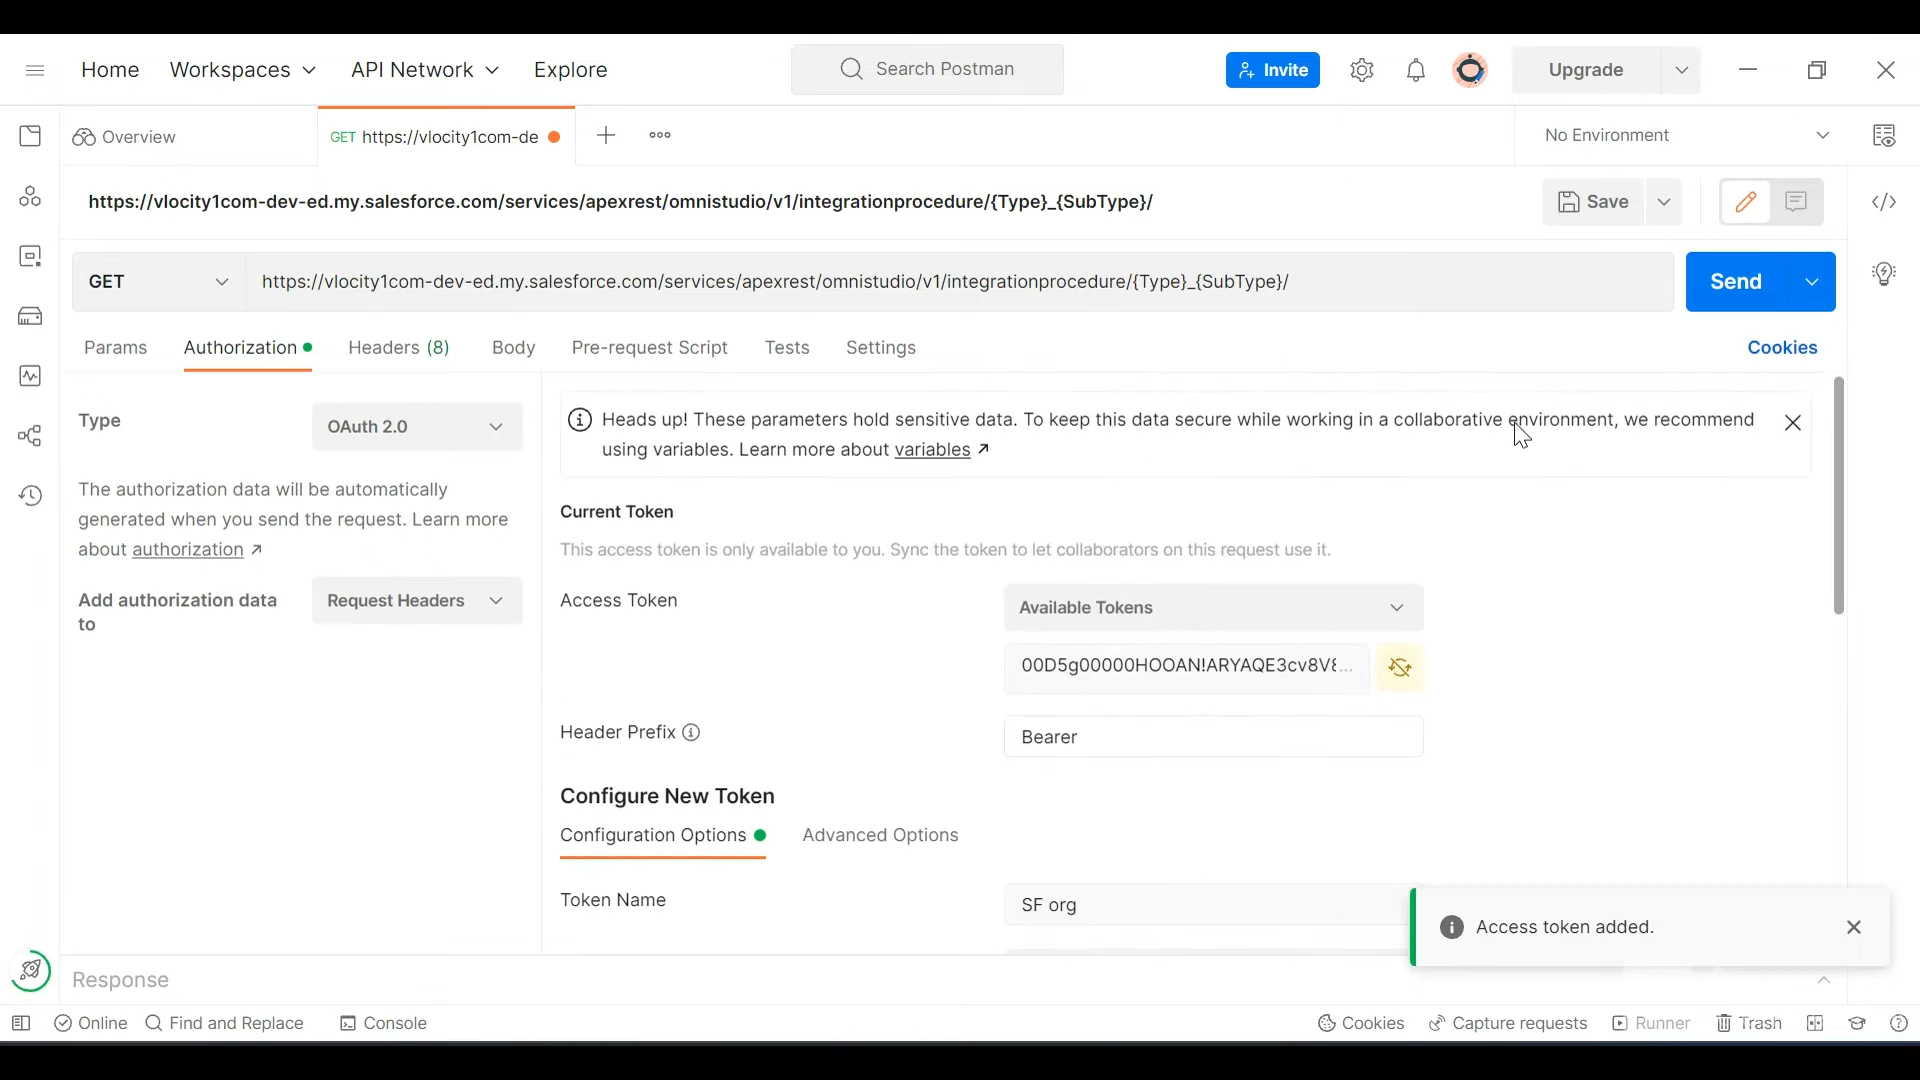 Home Workspaces API Network Explore Search Postman Invite Upgrade
Overview GET https://vlocity1com-de No Environment
https://vlocity1com-dev-ed.my.salesforce.com/services/apexrest/omnistudio/v1/integrationprocedure/{Type}_{SubType}/ Save
GET https://vlocity1com-dev-ed.my.salesforce.com/services/apexrest/omnistudio/v1/integrationprocedure/{Type}_{SubType}/ Send
Params Authorization Headers (8) Body Pre-request Script Tests Settings Cookies
Type OAuth 2.0
The authorization data will be automatically
generated when you send the request. Learn more
about authorization ↗
Add authorization data
to
Request Headers
Heads up! These parameters hold sensitive data. To keep this data secure while working in a collaborative environment, we recommend
using variables. Learn more about variables ↗
Current Token
This access token is only available to you. Sync the token to let collaborators on this request use it.
Access Token Available Tokens
00D5g00000HOOAN!ARYAQE3cv8V8...
Header Prefix Bearer
Configure New Token
Configuration Options Advanced Options
Token Name SF org
Access token added.
Response
Online Find and Replace Console Cookies Capture requests Runner Trash